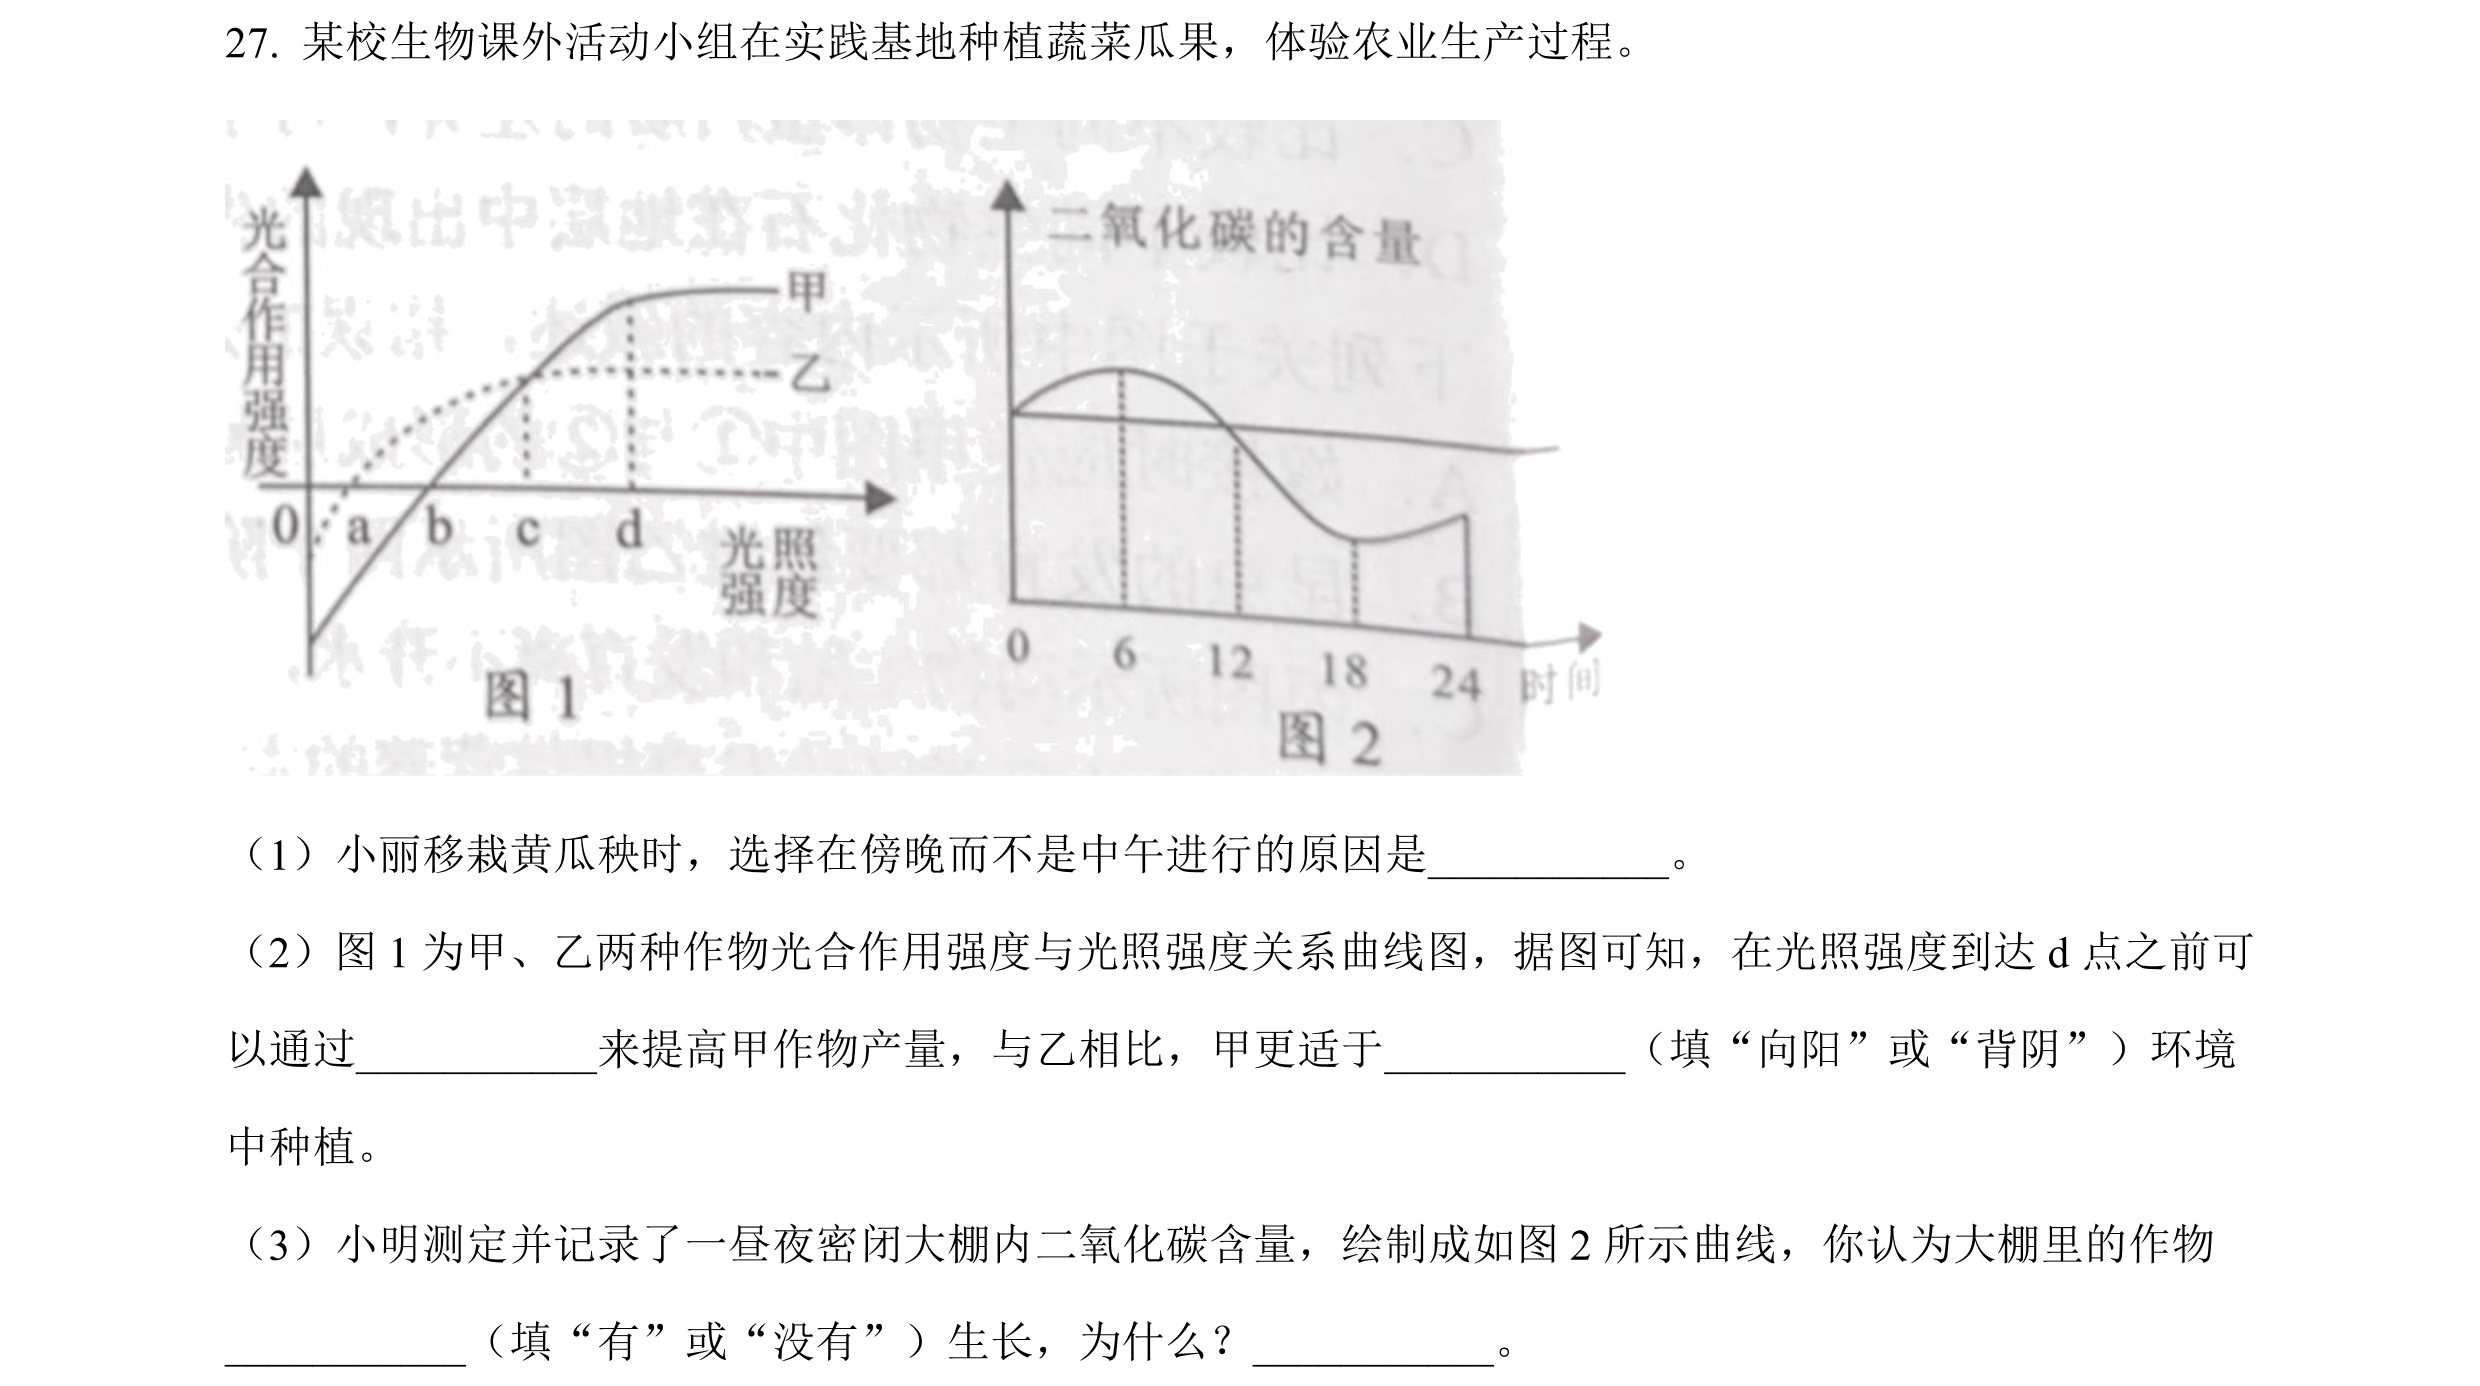 27. 某校生物课外活动小组在实践基地种植蔬菜瓜果，体验农业生产过程。
光合作用强度
甲
乙
0 a b c d
光照强度
图 1
二氧化碳的含量
0 6 12 18 24 时间
图 2
（1）小丽移栽黄瓜秧时，选择在傍晚而不是中午进行的原因是___________。
（2）图 1 为甲、乙两种作物光合作用强度与光照强度关系曲线图，据图可知，在光照强度到达 d 点之前可
以通过___________来提高甲作物产量，与乙相比，甲更适于___________（填“向阳”或“背阴”）环境
中种植。
（3）小明测定并记录了一昼夜密闭大棚内二氧化碳含量，绘制成如图 2 所示曲线，你认为大棚里的作物
___________（填“有”或“没有”）生长，为什么？___________。